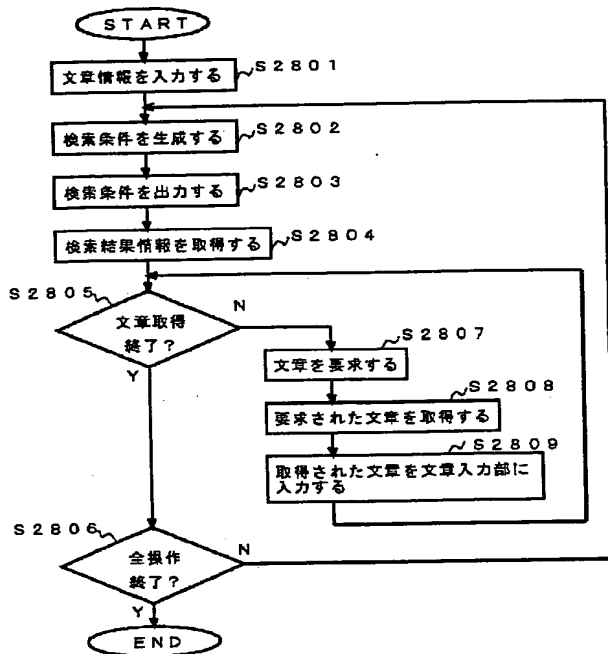 START
文章情報を入力する
S2801
検索条件を生成する
S2802
検索条件を出力する
S2803
検索結果情報を取得する
S2804
S2805
文章取得
終了?
N
Y
S2807
文章を要求する
S2808
要求された文章を取得する
S2809
取得された文章を文章入力部に
入力する
S2806
全操作
終了?
N
Y
END